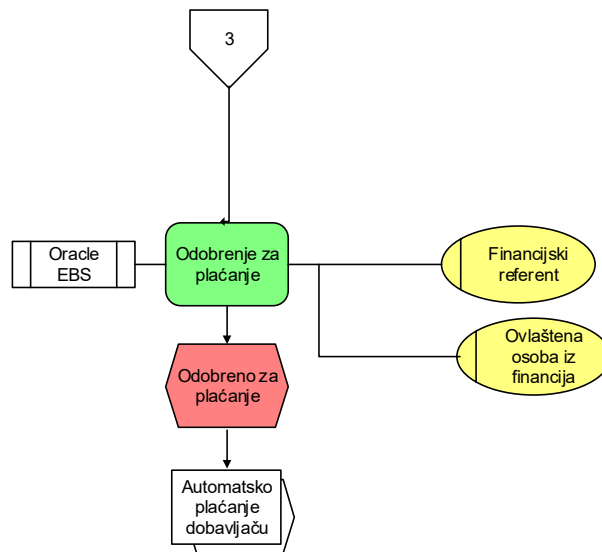 3
Oracle
EBS
Odobrenje za
plaćanje
Financijski
referent
Ovlaštena
osoba iz
financija
Odobreno za
plaćanje
Automatsko
plaćanje
dobavljaču